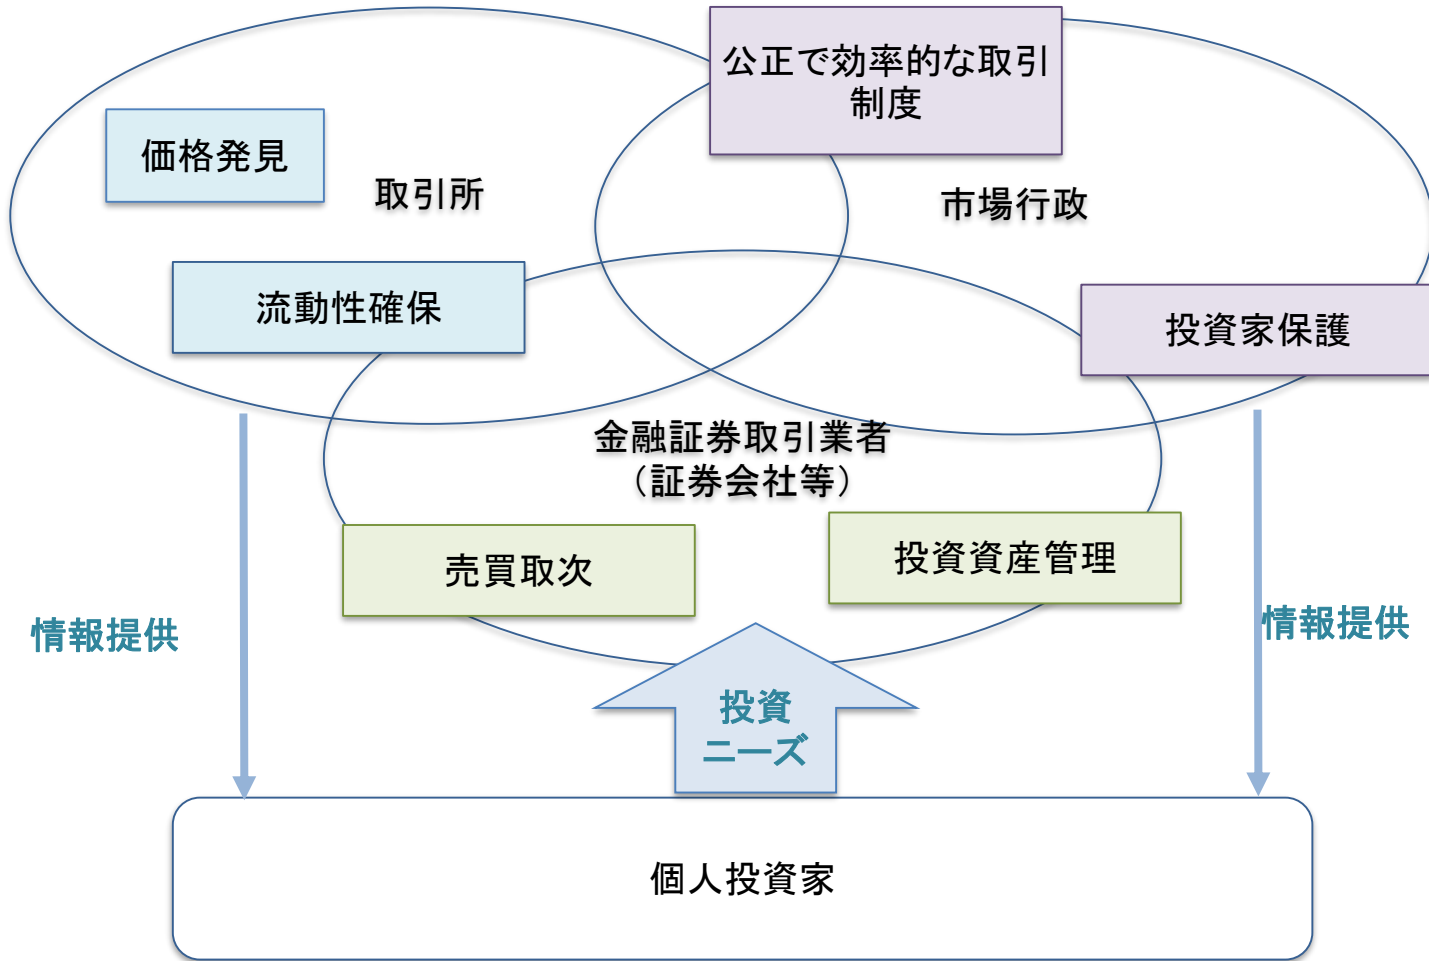 公正で効率的な取引
制度
価格発見
取引所
市場行政
流動性確保
投資家保護
金融証券取引業者
（証券会社等）
売買取次
投資資産管理
情報提供
情報提供
投資
ニーズ
個人投資家